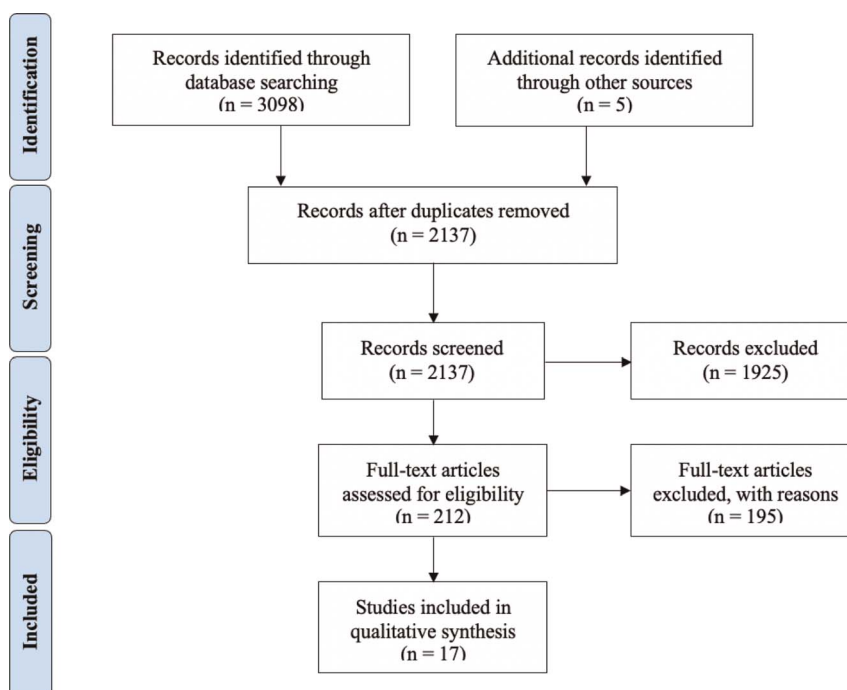 Identification
Records identified through
database searching
(n = 3098)
Additional records identified
through other sources
(n = 5)
Screening
Records after duplicates removed
(n = 2137)
Records screened
(n = 2137)
Records excluded
(n = 1925)
Eligibility
Full-text articles
assessed for eligibility
(n = 212)
Full-text articles
excluded, with reasons
(n = 195)
Included
Studies included in
qualitative synthesis
(n = 17)